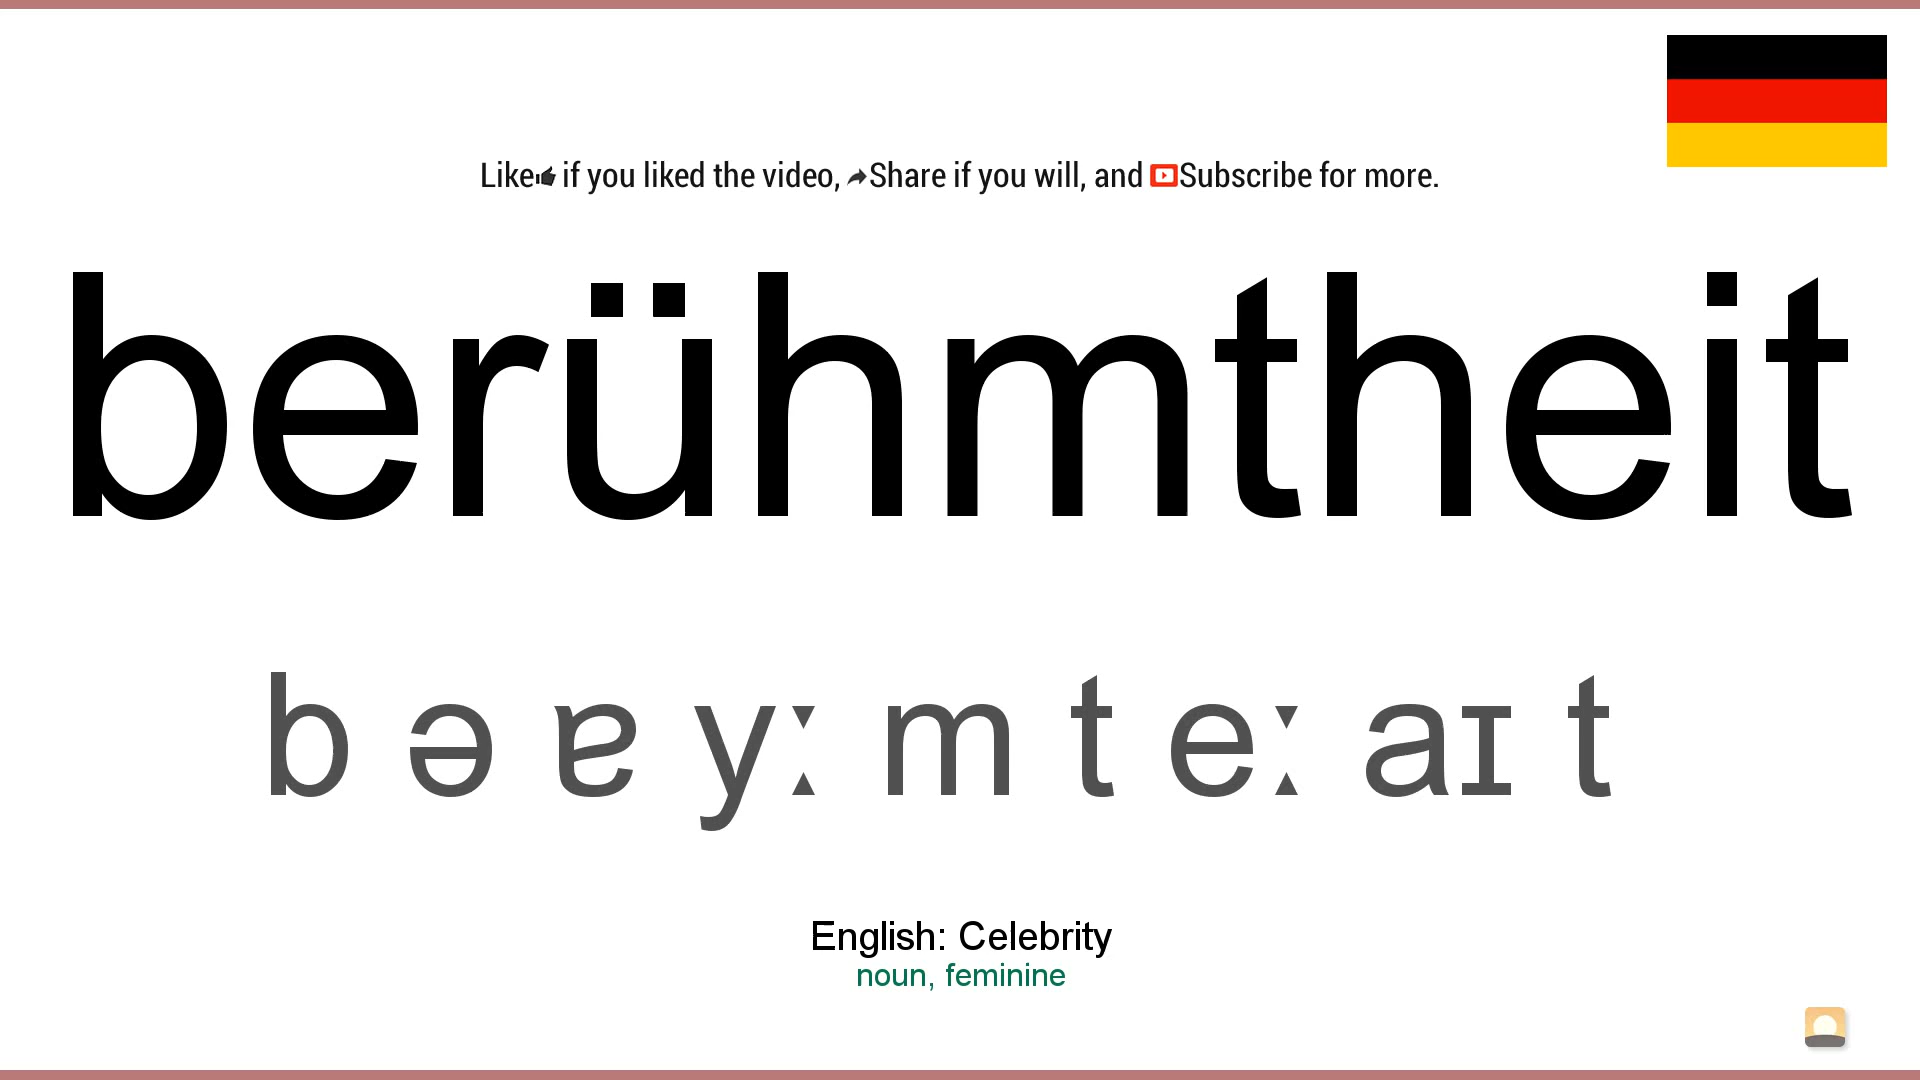 Like if you liked the video, Share if you will, and Subscribe for more.
berühmtheit
b ə ɐ yː m t eː aɪ t
English: Celebrity
noun, feminine